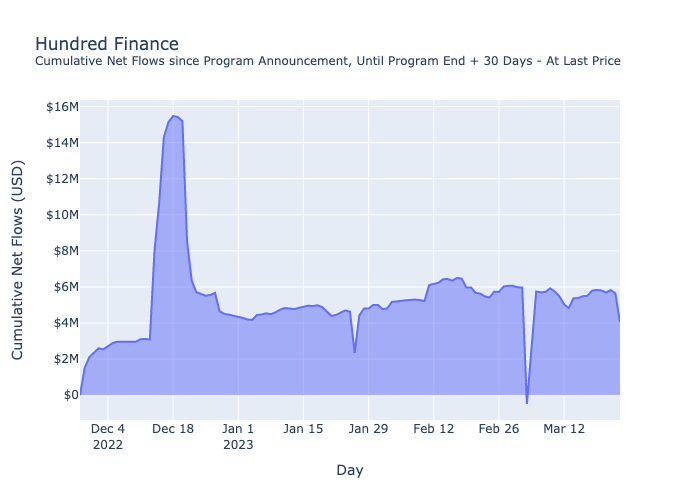 Hundred Finance
Cumulative Net Flows since Program Announcement, Until Program End + 30 Days - At Last Price
Cumulative Net Flows (USD)
$16M
$14M
$12M
$10M
$8M
$6M
$4M
$2M
$0
Dec 4
2022
Dec 18
Jan 1
2023
Jan 15
Jan 29
Feb 12
Feb 26
Mar 12
Day